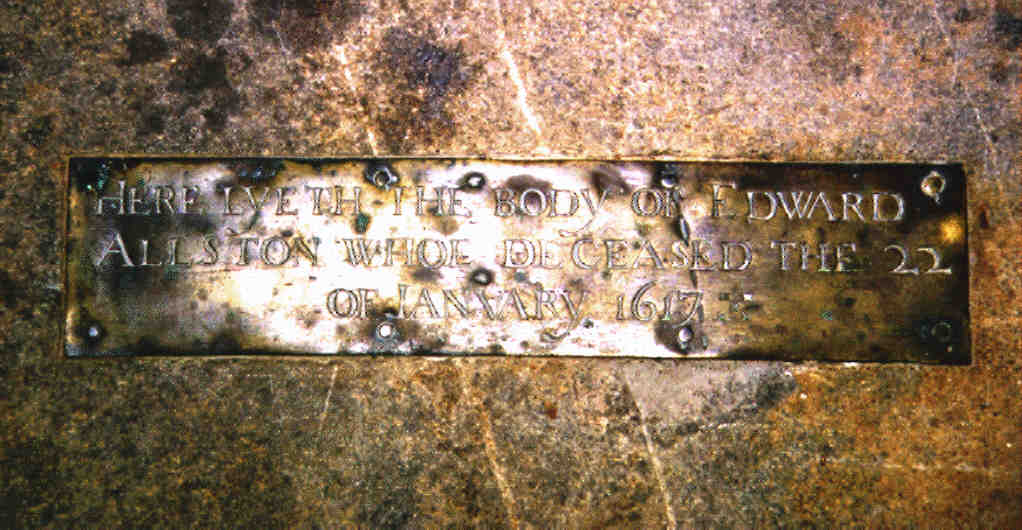 HERE LYETH THE BODY OF EDWARD
ALLSTON WHOE DECEASED THE 22
OF IANVARY 1617